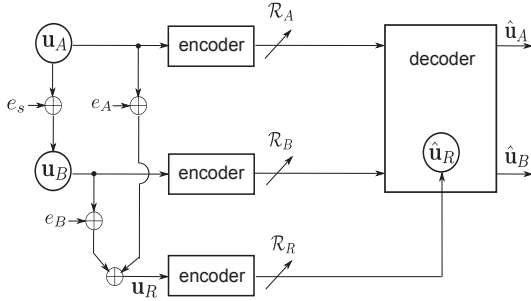 𝐮_A
encoder
ℛ_A
decoder
û_A
e_s
e_A
𝐮_B
encoder
ℛ_B
û_R
û_B
e_B
𝐮_R
encoder
ℛ_R